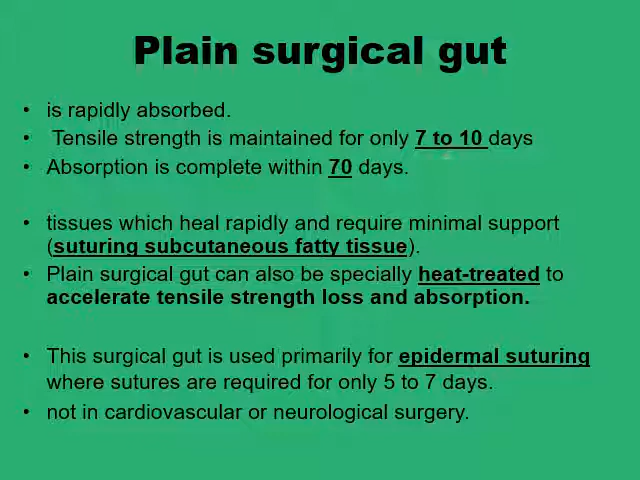 Plain surgical gut
• is rapidly absorbed.
• Tensile strength is maintained for only 7 to 10 days
• Absorption is complete within 70 days.
• tissues which heal rapidly and require minimal support
(suturing subcutaneous fatty tissue).
• Plain surgical gut can also be specially heat-treated to
accelerate tensile strength loss and absorption.
• This surgical gut is used primarily for epidermal suturing
where sutures are required for only 5 to 7 days.
• not in cardiovascular or neurological surgery.